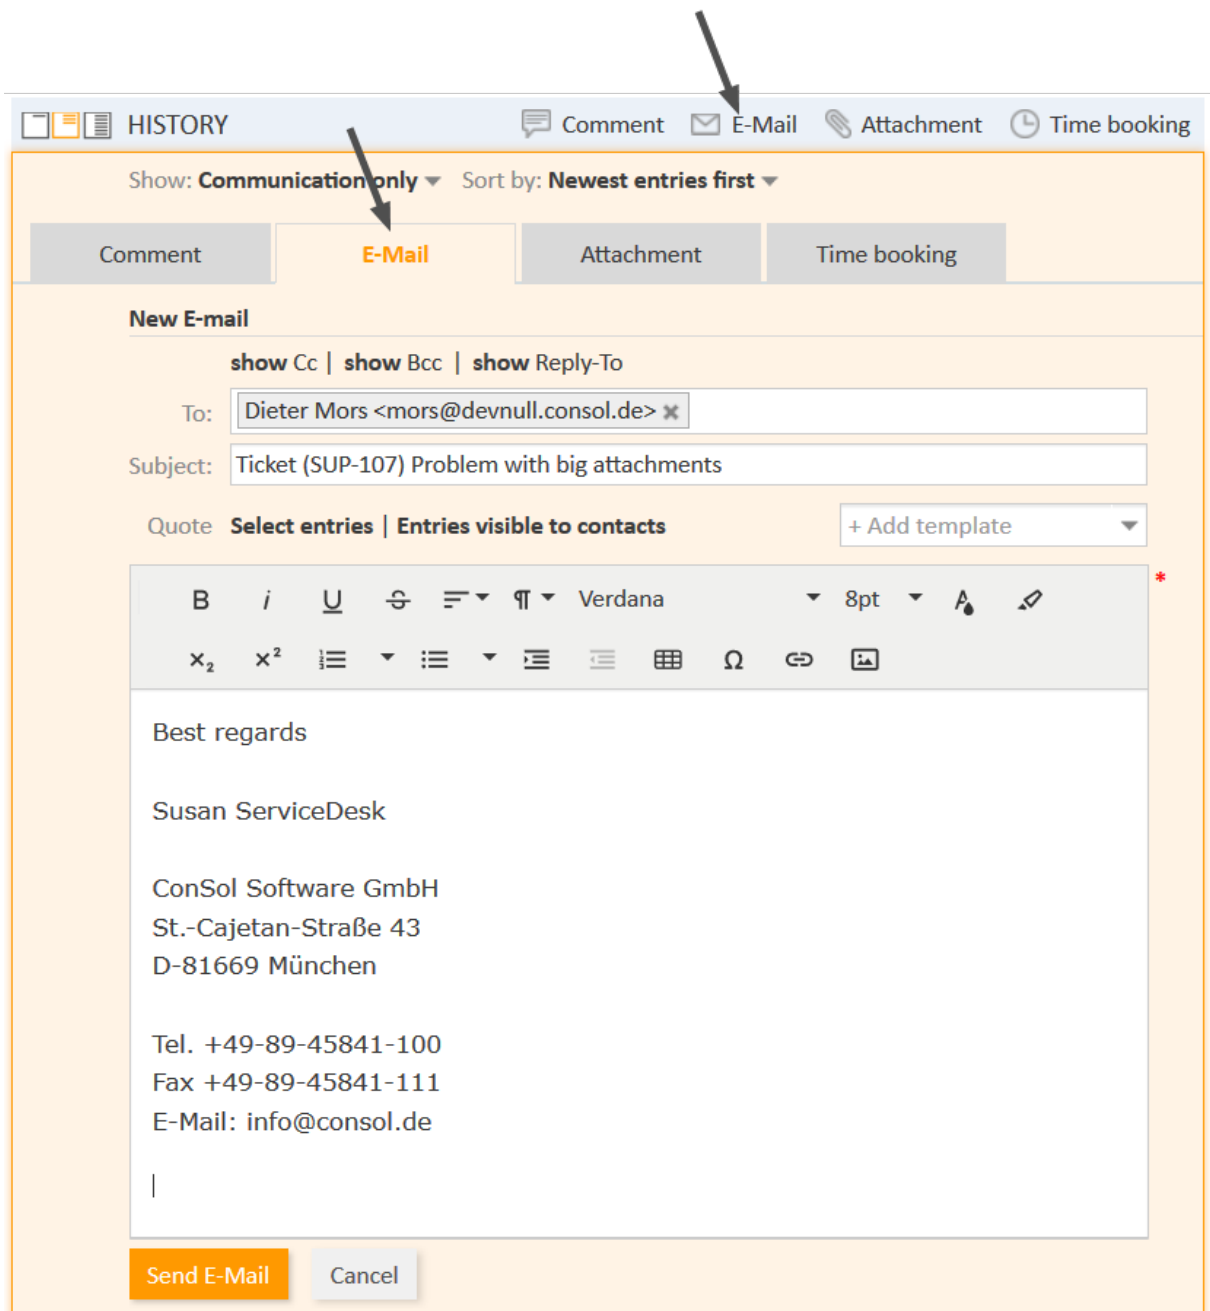 HISTORY Comment E-Mail Attachment Time booking
Show: Communication only Sort by: Newest entries first
Comment E-Mail Attachment Time booking
New E-mail
show Cc | show Bcc | show Reply-To
To: Dieter Mors <mors@devnull.consol.de>
Subject: Ticket (SUP-107) Problem with big attachments
Quote Select entries | Entries visible to contacts + Add template
*
B i U S ¶ Verdana 8pt A
x₂ x² Ω
Best regards
Susan ServiceDesk
ConSol Software GmbH
St.-Cajetan-Straße 43
D-81669 München
Tel. +49-89-45841-100
Fax +49-89-45841-111
E-Mail: info@consol.de
Send E-Mail Cancel